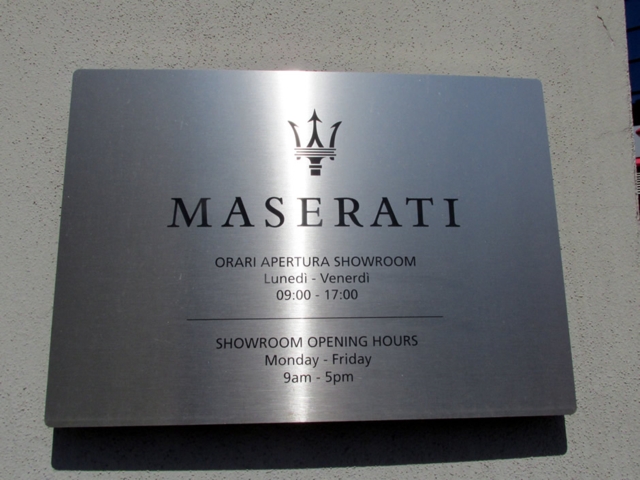 MASERATI
ORARI APERTURA SHOWROOM
Lunedì - Venerdì
09:00 - 17:00
SHOWROOM OPENING HOURS
Monday - Friday
9am - 5pm